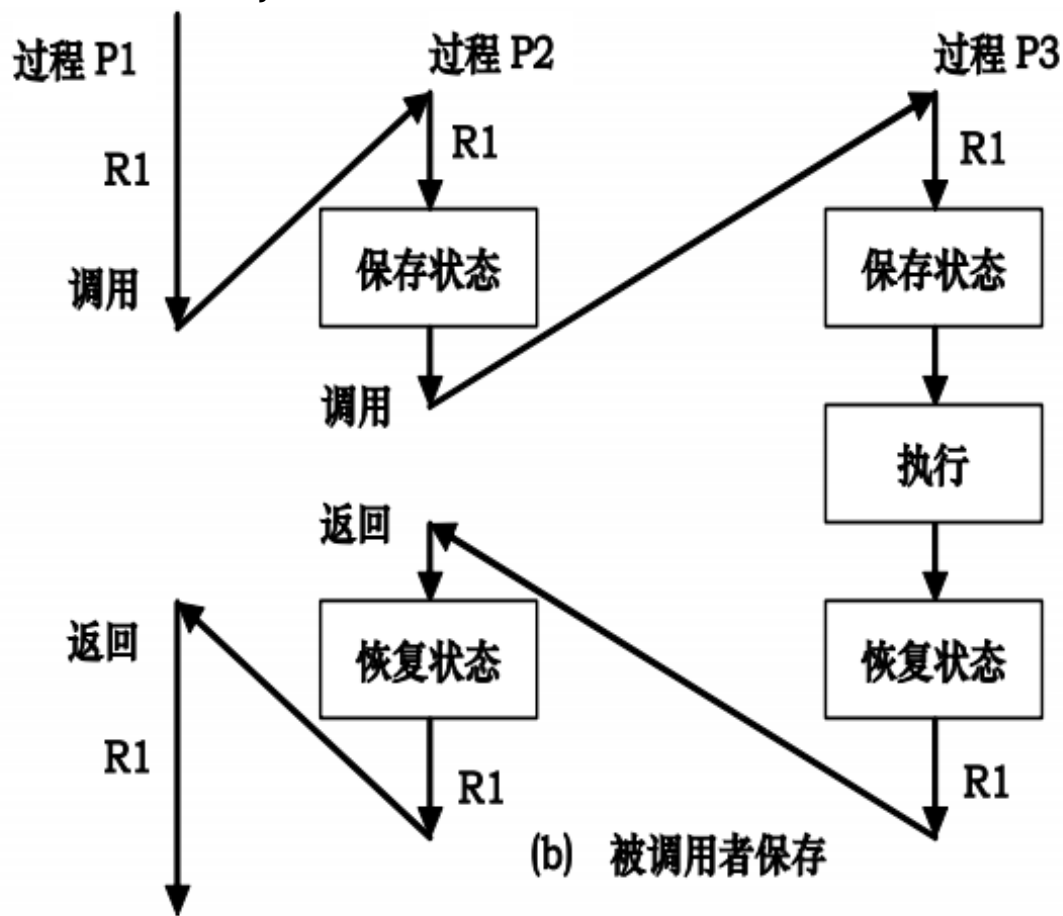 过程 P1
过程 P2
过程 P3
R1
R1
R1
保存状态
保存状态
调用
调用
执行
返回
返回
恢复状态
恢复状态
R1
R1
R1
(b) 被调用者保存